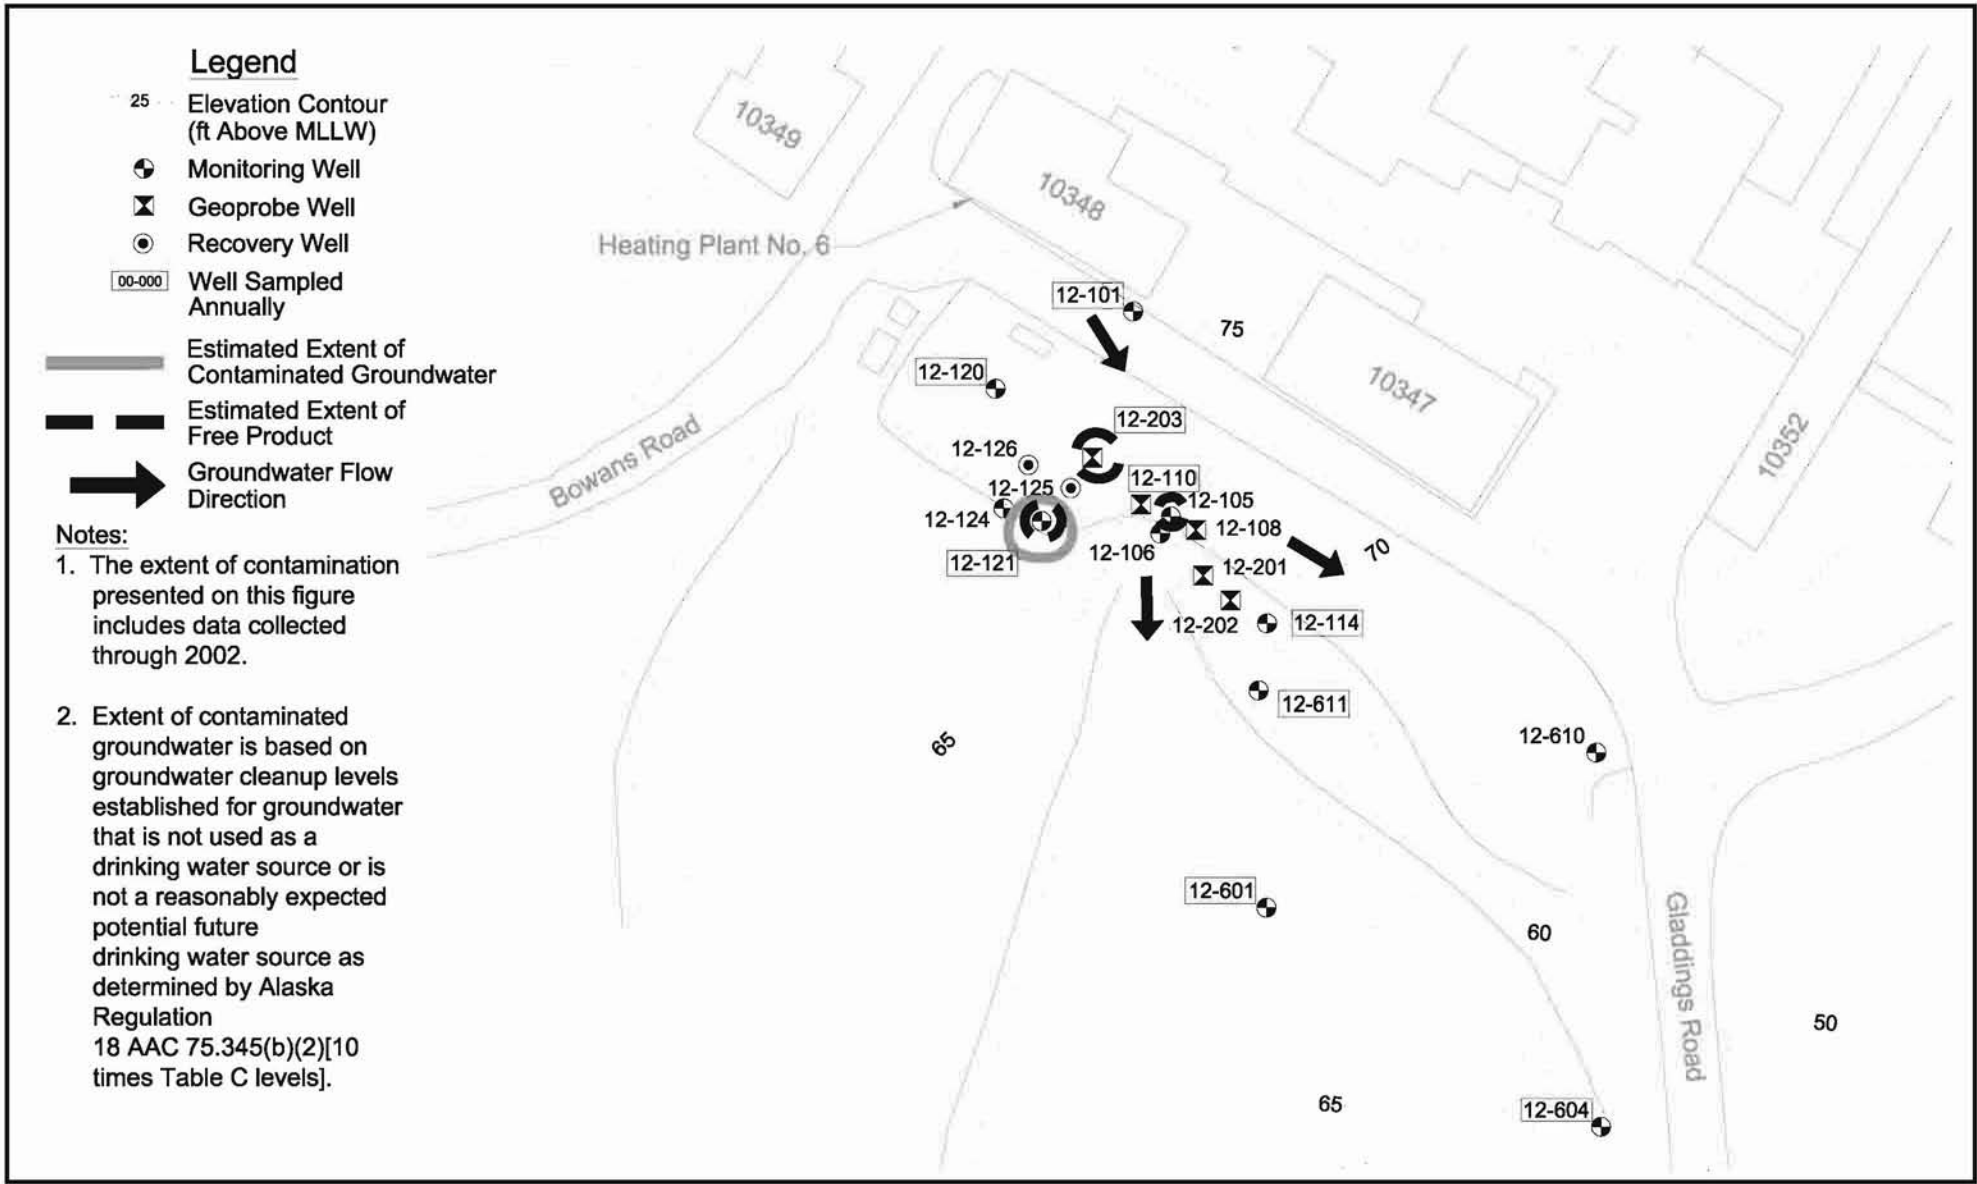 Legend
25 Elevation Contour
(ft Above MLLW)
Monitoring Well
Geoprobe Well
Recovery Well
00-000 Well Sampled
Annually
Estimated Extent of
Contaminated Groundwater
Estimated Extent of
Free Product
Groundwater Flow
Direction
Notes:
1. The extent of contamination
presented on this figure
includes data collected
through 2002.
2. Extent of contaminated
groundwater is based on
groundwater cleanup levels
established for groundwater
that is not used as a
drinking water source or is
not a reasonably expected
potential future
drinking water source as
determined by Alaska
Regulation
18 AAC 75.345(b)(2)[10
times Table C levels].
10349
10348
Heating Plant No. 6
12-101
75
12-120
10347
12-203
10352
Bowans Road
12-126
12-110
12-125
12-105
12-124
12-108
12-106
70
12-121
12-201
12-202
12-114
12-611
65
12-610
12-601
60
Gladdings Road
50
65
12-604